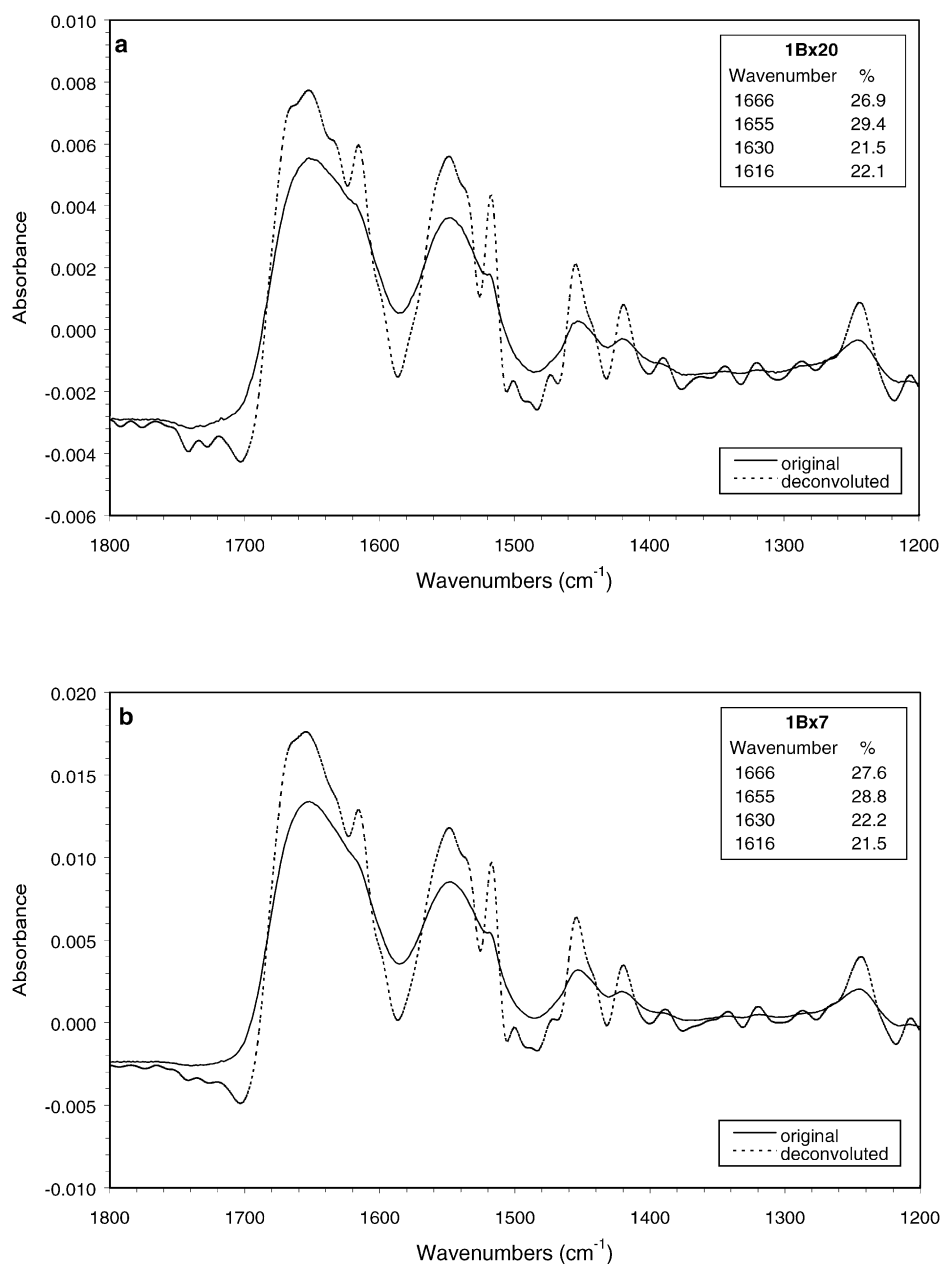 a
0.010
0.008
0.006
0.004
0.002
0.000
-0.002
-0.004
-0.006
Absorbance
1Bx20
Wavenumber %
1666 26.9
1655 29.4
1630 21.5
1616 22.1
original
deconvoluted
1800 1700 1600 1500 1400 1300 1200
Wavenumbers (cm-1)
b
0.020
0.015
0.010
0.005
0.000
-0.005
-0.010
Absorbance
1Bx7
Wavenumber %
1666 27.6
1655 28.8
1630 22.2
1616 21.5
original
deconvoluted
1800 1700 1600 1500 1400 1300 1200
Wavenumbers (cm-1)